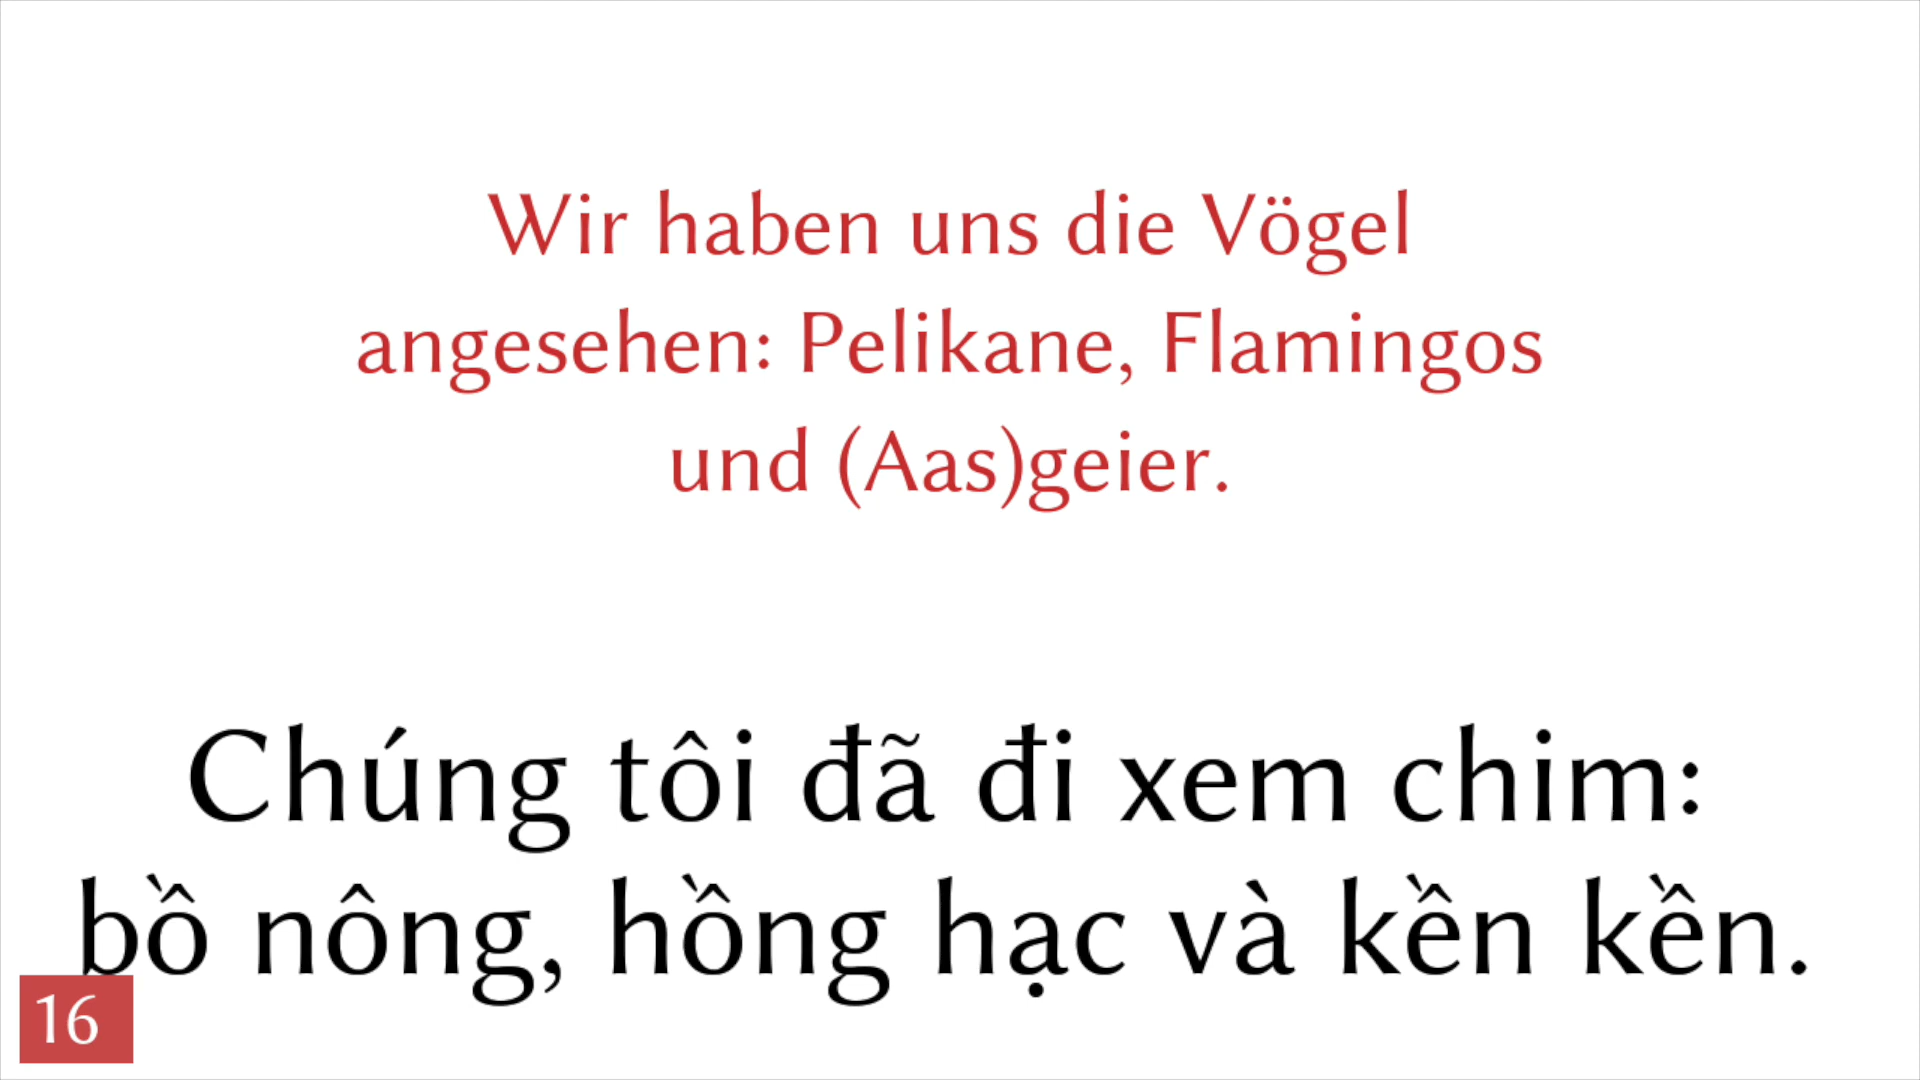 Wir haben uns die Vögel
angesehen: Pelikane, Flamingos
und (Aas)geier.
Chúng tôi đã đi xem chim:
bồ nông, hồng hạc và kền kền.
16